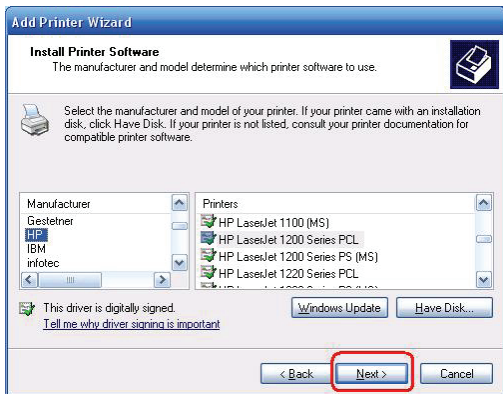 Add Printer Wizard
Install Printer Software
The manufacturer and model determine which printer software to use.
Select the manufacturer and model of your printer. If your printer came with an installation
disk, click Have Disk. If your printer is not listed, consult your printer documentation for
compatible printer software.
Manufacturer
Gestetner
HP
IBM
infotec
Printers
HP LaserJet 1100 (MS)
HP LaserJet 1200 Series PCL
HP LaserJet 1200 Series PS (MS)
HP LaserJet 1220 Series PCL
This driver is digitally signed.
Tell me why driver signing is important
Windows Update
Have Disk...
< Back
Next >
Cancel